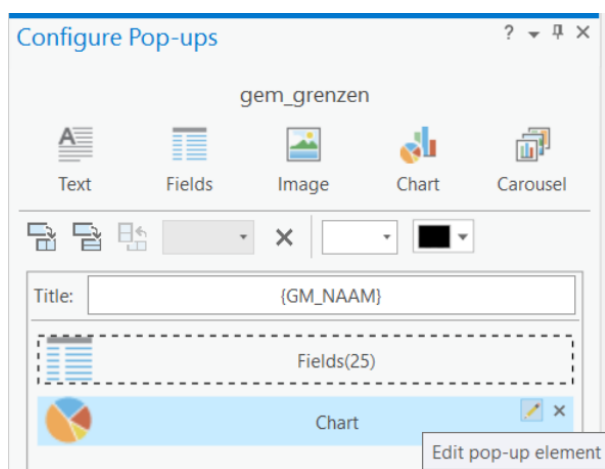 Configure Pop-ups ?
gem_grenzen
A
Text Fields Image Chart Carousel
Title: {GM_NAAM}
Fields(25)
Chart
Edit pop-up element